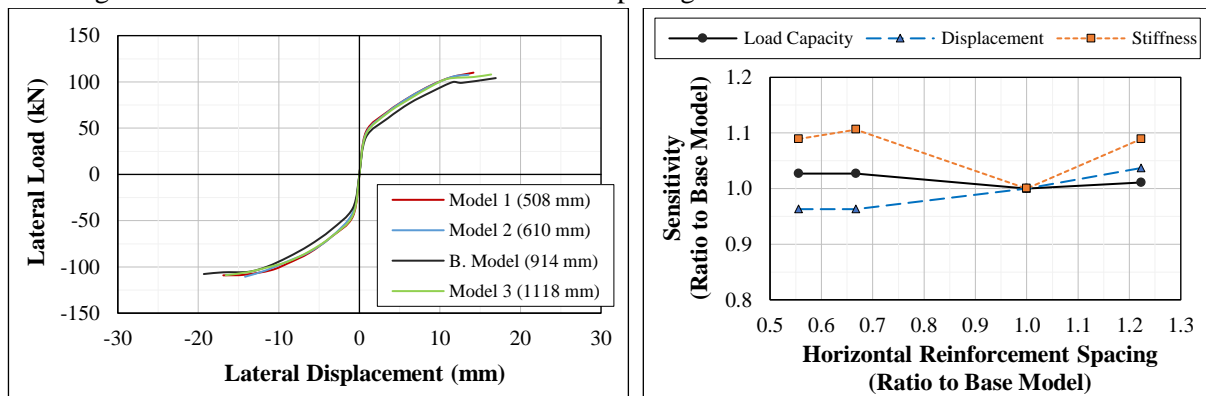 150
100
50
0
-50
-100
-150
-30
-20
-10
0
10
20
30
Lateral Load (kN)
Lateral Displacement (mm)
Model 1 (508 mm)
Model 2 (610 mm)
B. Model (914 mm)
Model 3 (1118 mm)
Load Capacity
Displacement
Stiffness
1.2
1.1
1.0
0.9
0.8
0.5
0.6
0.7
0.8
0.9
1.0
1.1
1.2
1.3
Sensitivity
(Ratio to Base Model)
Horizontal Reinforcement Spacing
(Ratio to Base Model)